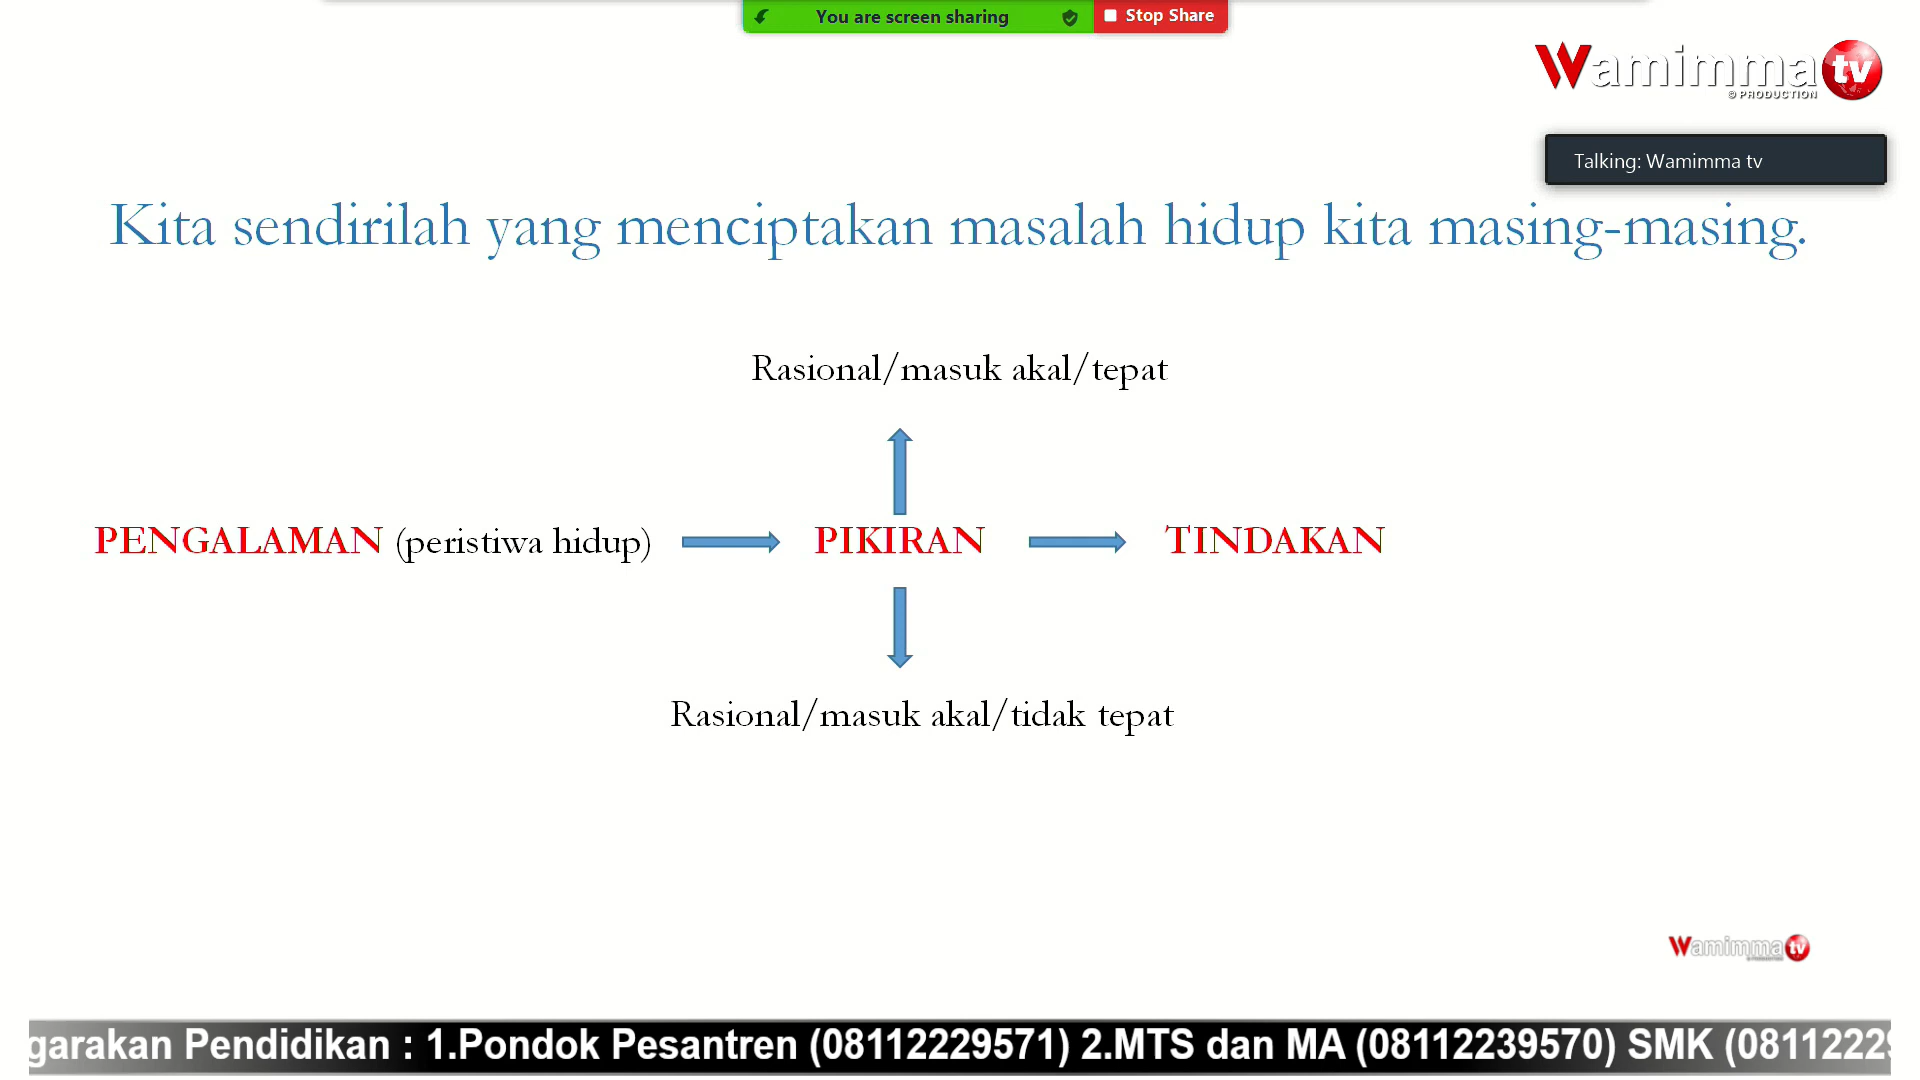 You are screen sharing
Stop Share
Wamimma tv
© PRODUCTION
Talking: Wamimma tv
Kita sendirilah yang menciptakan masalah hidup kita masing-masing.
Rasional/masuk akal/tepat
PENGALAMAN (peristiwa hidup) PIKIRAN TINDAKAN
Rasional/masuk akal/tidak tepat
Wamimma tv
garakan Pendidikan : 1.Pondok Pesantren (08112229571) 2.MTS dan MA (08112239570) SMK (0811222